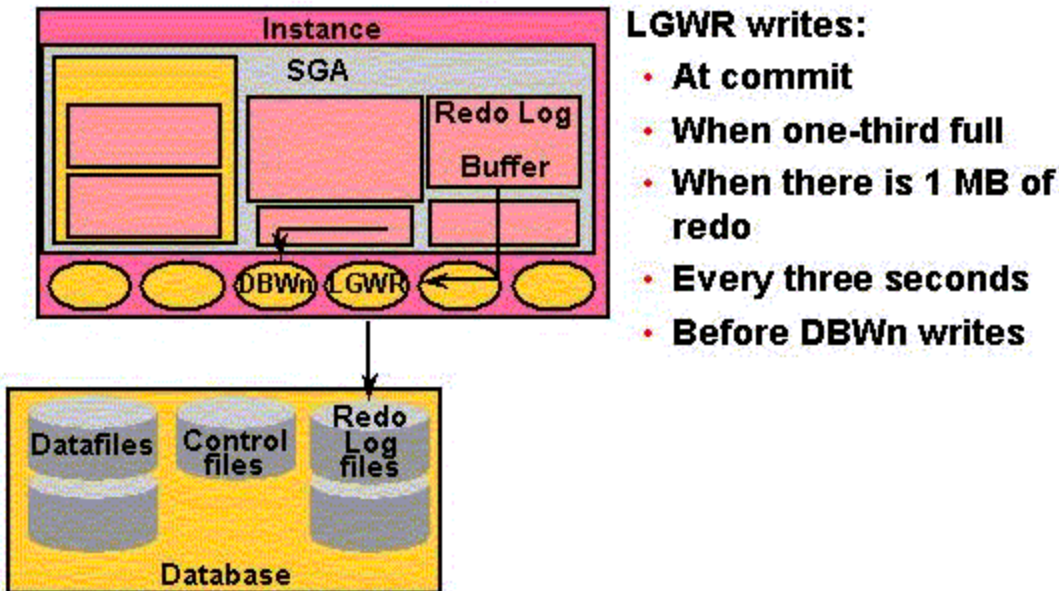 Instance
SGA
Redo Log
Buffer
DBWn
LGWR
Datafiles
Control
files
Redo
Log
files
Database
LGWR writes:
• At commit
• When one-third full
• When there is 1 MB of
redo
• Every three seconds
• Before DBWn writes